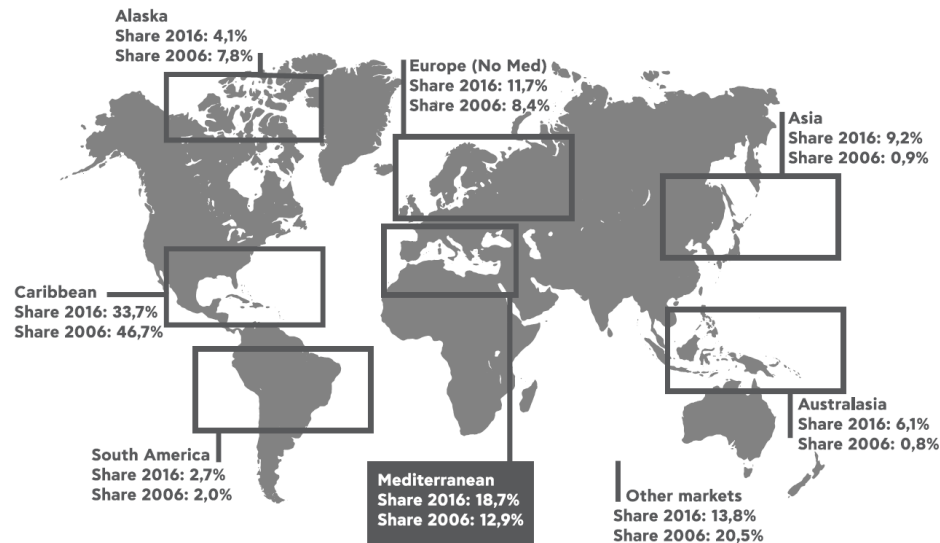 Alaska
Share 2016: 4,1%
Share 2006: 7,8%
Europe (No Med)
Share 2016: 11,7%
Share 2006: 8,4%
Asia
Share 2016: 9,2%
Share 2006: 0,9%
Caribbean
Share 2016: 33,7%
Share 2006: 46,7%
Australasia
Share 2016: 6,1%
Share 2006: 0,8%
South America
Share 2016: 2,7%
Share 2006: 2,0%
Mediterranean
Share 2016: 18,7%
Share 2006: 12,9%
Other markets
Share 2016: 13,8%
Share 2006: 20,5%